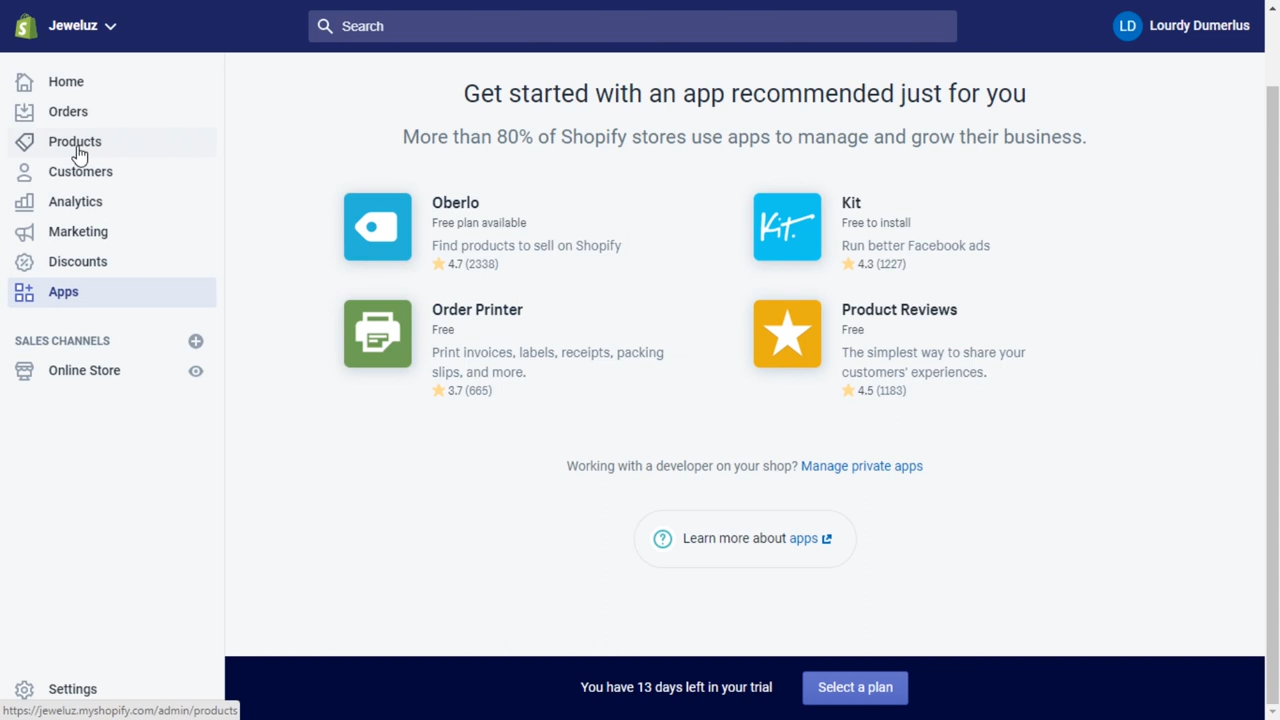 Jeweluz
Search
LD Lourdy Dumerlus
Home
Orders
Products
Customers
Analytics
Marketing
Discounts
Apps
SALES CHANNELS
Online Store
Settings
https://jeweluz.myshopify.com/admin/products
Get started with an app recommended just for you
More than 80% of Shopify stores use apps to manage and grow their business.
Oberlo
Free plan available
Find products to sell on Shopify
4.7 (2338)
Kit.
Kit
Free to install
Run better Facebook ads
4.3 (1227)
Order Printer
Free
Print invoices, labels, receipts, packing
slips, and more.
3.7 (665)
Product Reviews
Free
The simplest way to share your
customers' experiences.
4.5 (1183)
Working with a developer on your shop? Manage private apps
Learn more about apps
You have 13 days left in your trial
Select a plan